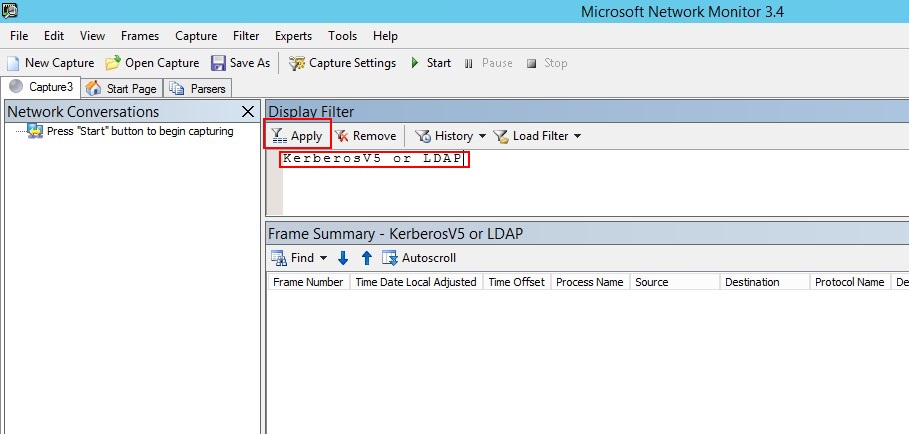 Microsoft Network Monitor 3.4
File Edit View Frames Capture Filter Experts Tools Help
New Capture Open Capture Save As Capture Settings Start Pause Stop
Capture3 Start Page Parsers
Network Conversations
Press "Start" button to begin capturing
Display Filter
Apply Remove History Load Filter
KerberosV5 or LDAP
Frame Summary - KerberosV5 or LDAP
Find Autoscroll
Frame Number Time Date Local Adjusted Time Offset Process Name Source Destination Protocol Name De